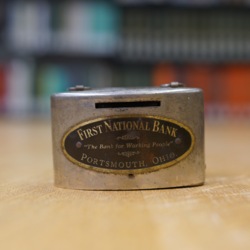 First National Bank
"The Bank for Working People"
Portsmouth, Ohio